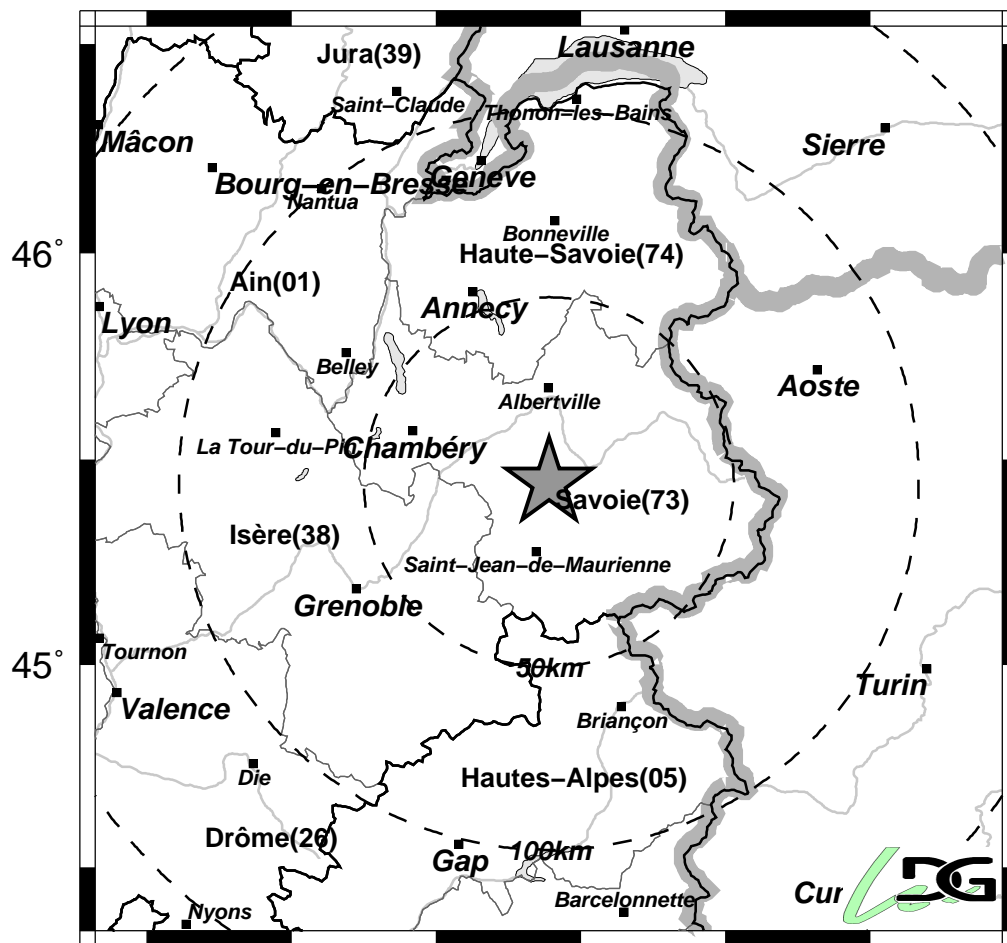 Jura(39)
Lausanne
Saint–Claude
Thonon–les–Bains
Mâcon
Sierre
Genève
Bourg–en–Bresse
Nantua
Bonneville
46°
Haute–Savoie(74)
Ain(01)
Annecy
Lyon
Belley
Aoste
Albertville
La Tour–du–Pin
Chambéry
Savoie(73)
Isère(38)
Saint–Jean–de–Maurienne
Grenoble
Tournon
45°
50km
Turin
Valence
Briançon
Die
Hautes–Alpes(05)
Drôme(26)
100km
Gap
Barcelonnette
Cur
Nyons